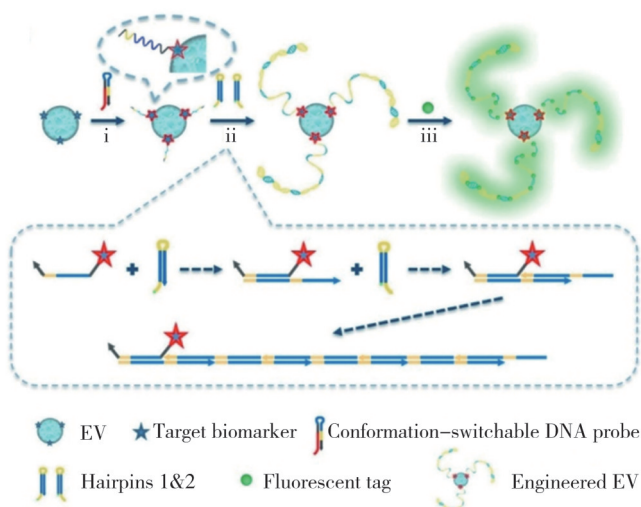 i
ii
iii
EV
Target biomarker
Conformation-switchable DNA probe
Hairpins 1&2
Fluorescent tag
Engineered EV